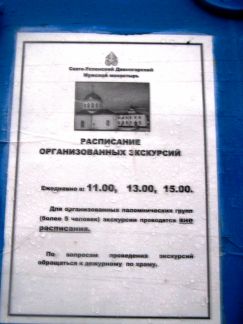 Свято-Успенский Дивногорский
Мужской монастырь
РАСПИСАНИЕ
ОРГАНИЗОВАННЫХ ЭКСКУРСИЙ
Ежедневно в: 11.00, 13.00, 15.00.
Для организованных паломнических групп
(более 5 человек) экскурсии проводятся вне
расписания.
По вопросам проведения экскурсий
обращаться к дежурному по храму.